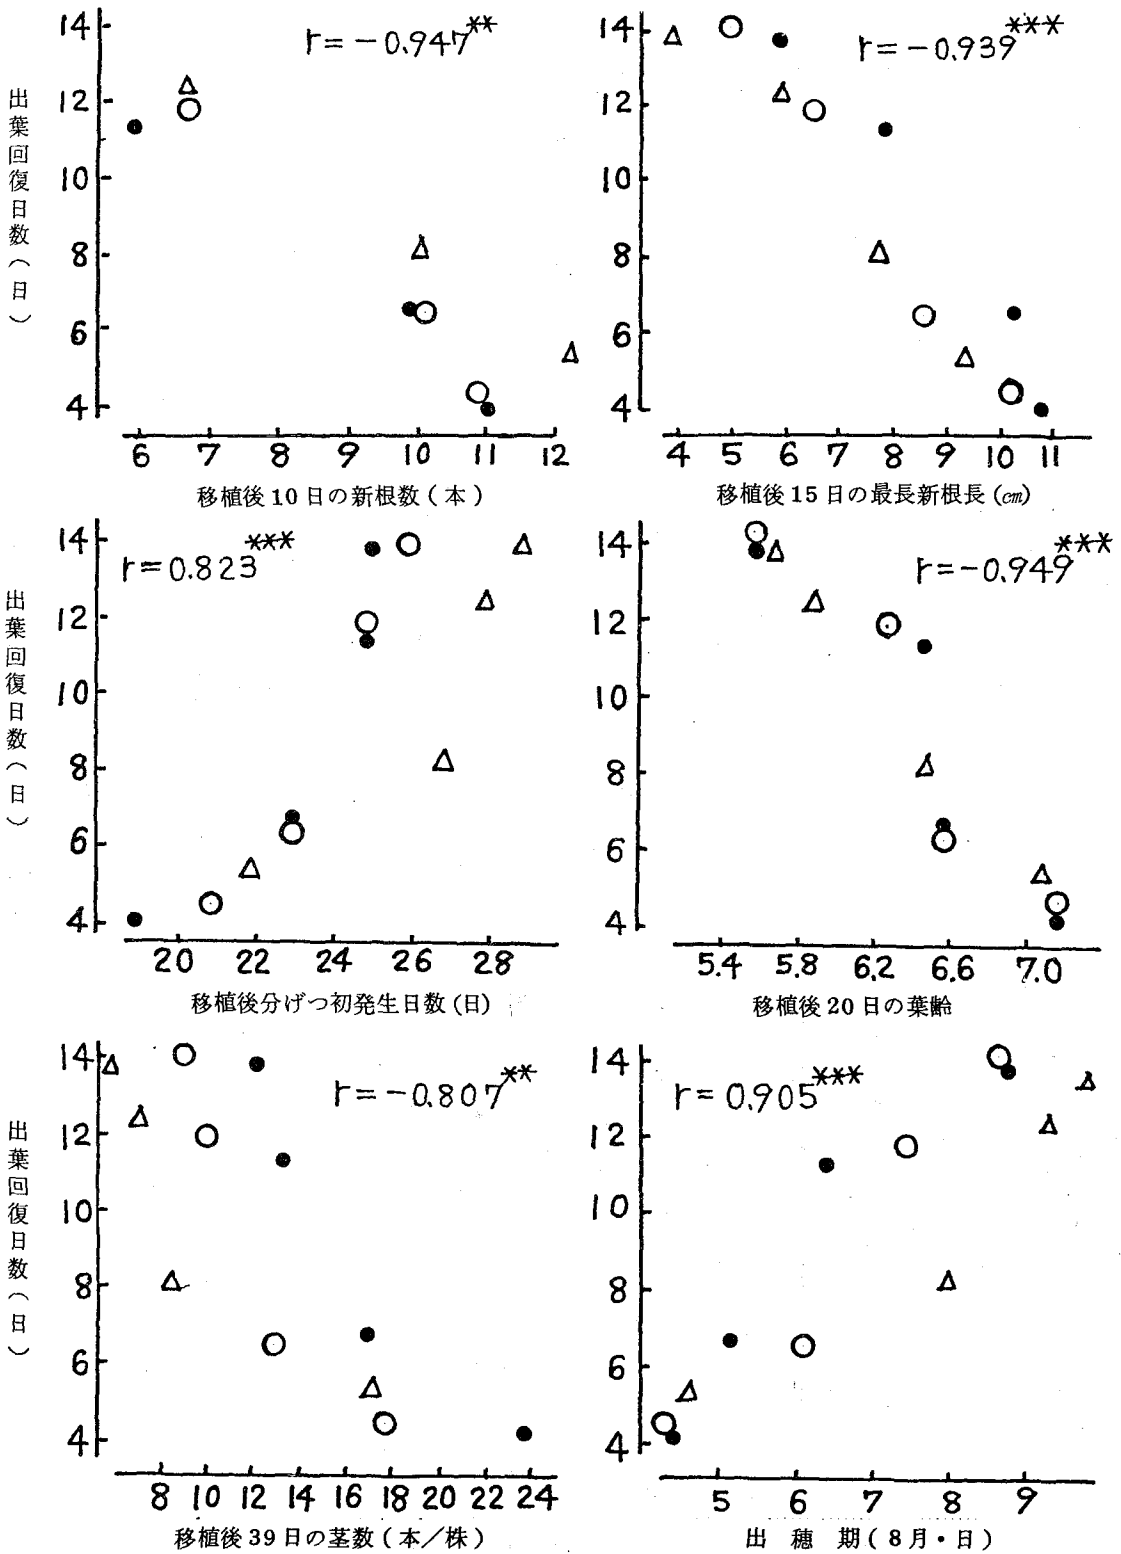 r=-0.947**
出葉回復日数(日)
14
12
10
8
6
4
6 7 8 9 10 11 12
移植後10日の新根数(本)
r=-0.939***
14
12
10
8
6
4
4 5 6 7 8 9 10 11
移植後15日の最長新根長(cm)
r=0.823***
出葉回復日数(日)
14
12
10
8
6
4
20 22 24 26 28
移植後分げつ初発生日数(日)
r=-0.949***
14
12
10
8
6
4
5.4 5.8 6.2 6.6 7.0
移植後20日の葉齢
r=-0.807**
出葉回復日数(日)
14
12
10
8
6
4
8 10 12 14 16 18 20 22 24
移植後39日の茎数(本/株)
r=0.905***
14
12
10
8
6
4
5 6 7 8 9
出穂期(8月・日)